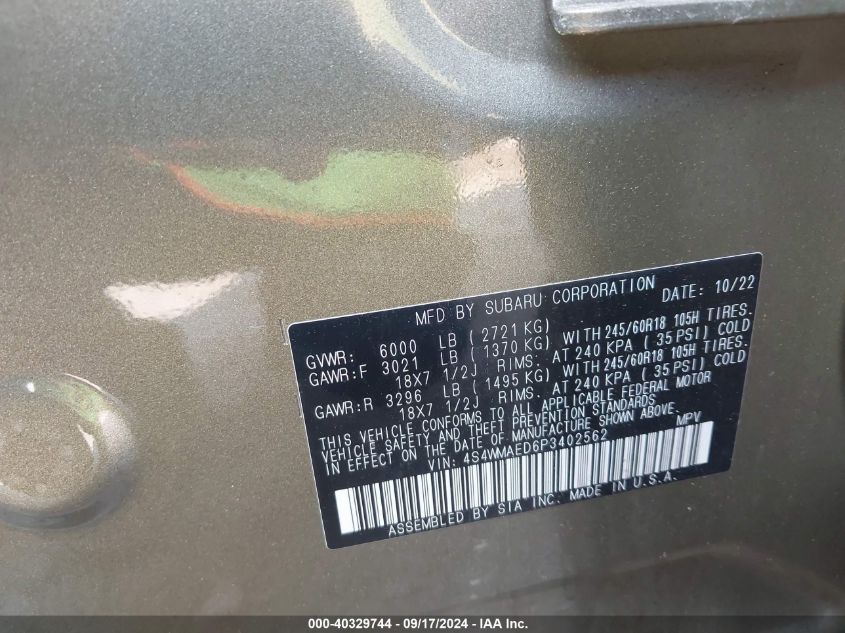 MFD BY SUBARU CORPORATION DATE: 10/22
GVWR: 6000 LB ( 2721 KG)
GAWR:F 3021 LB ( 1370 KG) WITH 245/60R18 105H TIRES.
18X7 1/2J RIMS. AT 240 KPA ( 35 PSI) COLD
GAWR:R 3296 LB ( 1495 KG) WITH 245/60R18 105H TIRES.
18X7 1/2J RIMS. AT 240 KPA ( 35 PSI) COLD
THIS VEHICLE CONFORMS TO ALL APPLICABLE FEDERAL MOTOR
VEHICLE SAFETY AND THEFT PREVENTION STANDARDS
IN EFFECT ON THE DATE OF MANUFACTURE SHOWN ABOVE.
VIN: 4S4WMAED6P3402562 MPV
ASSEMBLED BY SIA INC. MADE IN U.S.A.
000-40329744 - 09/17/2024 - IAA Inc.